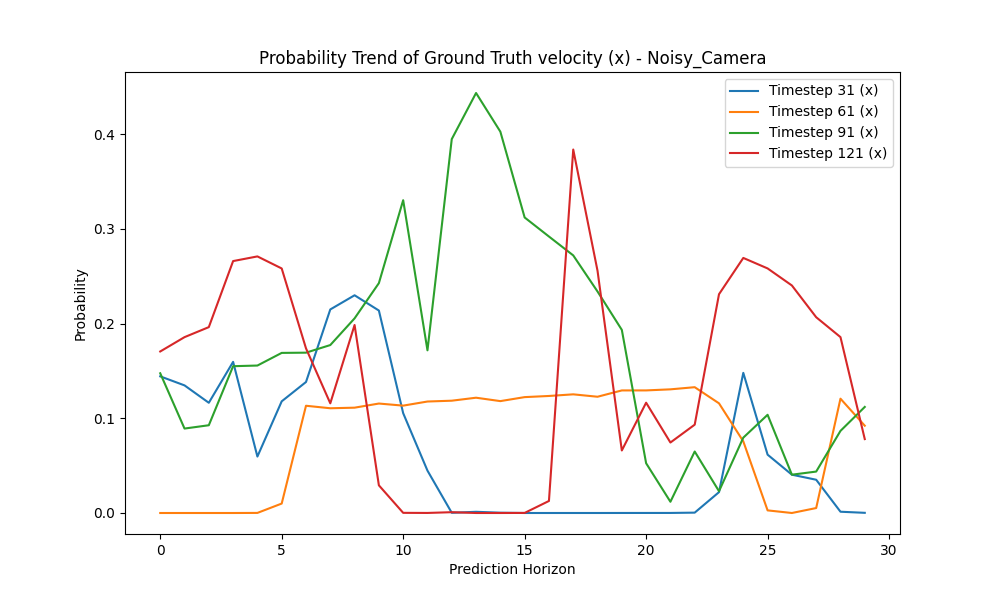 Probability Trend of Ground Truth velocity (x) - Noisy_Camera
Timestep 31 (x)
Timestep 61 (x)
Timestep 91 (x)
Timestep 121 (x)
Probability
0.4
0.3
0.2
0.1
0.0
0 5 10 15 20 25 30
Prediction Horizon